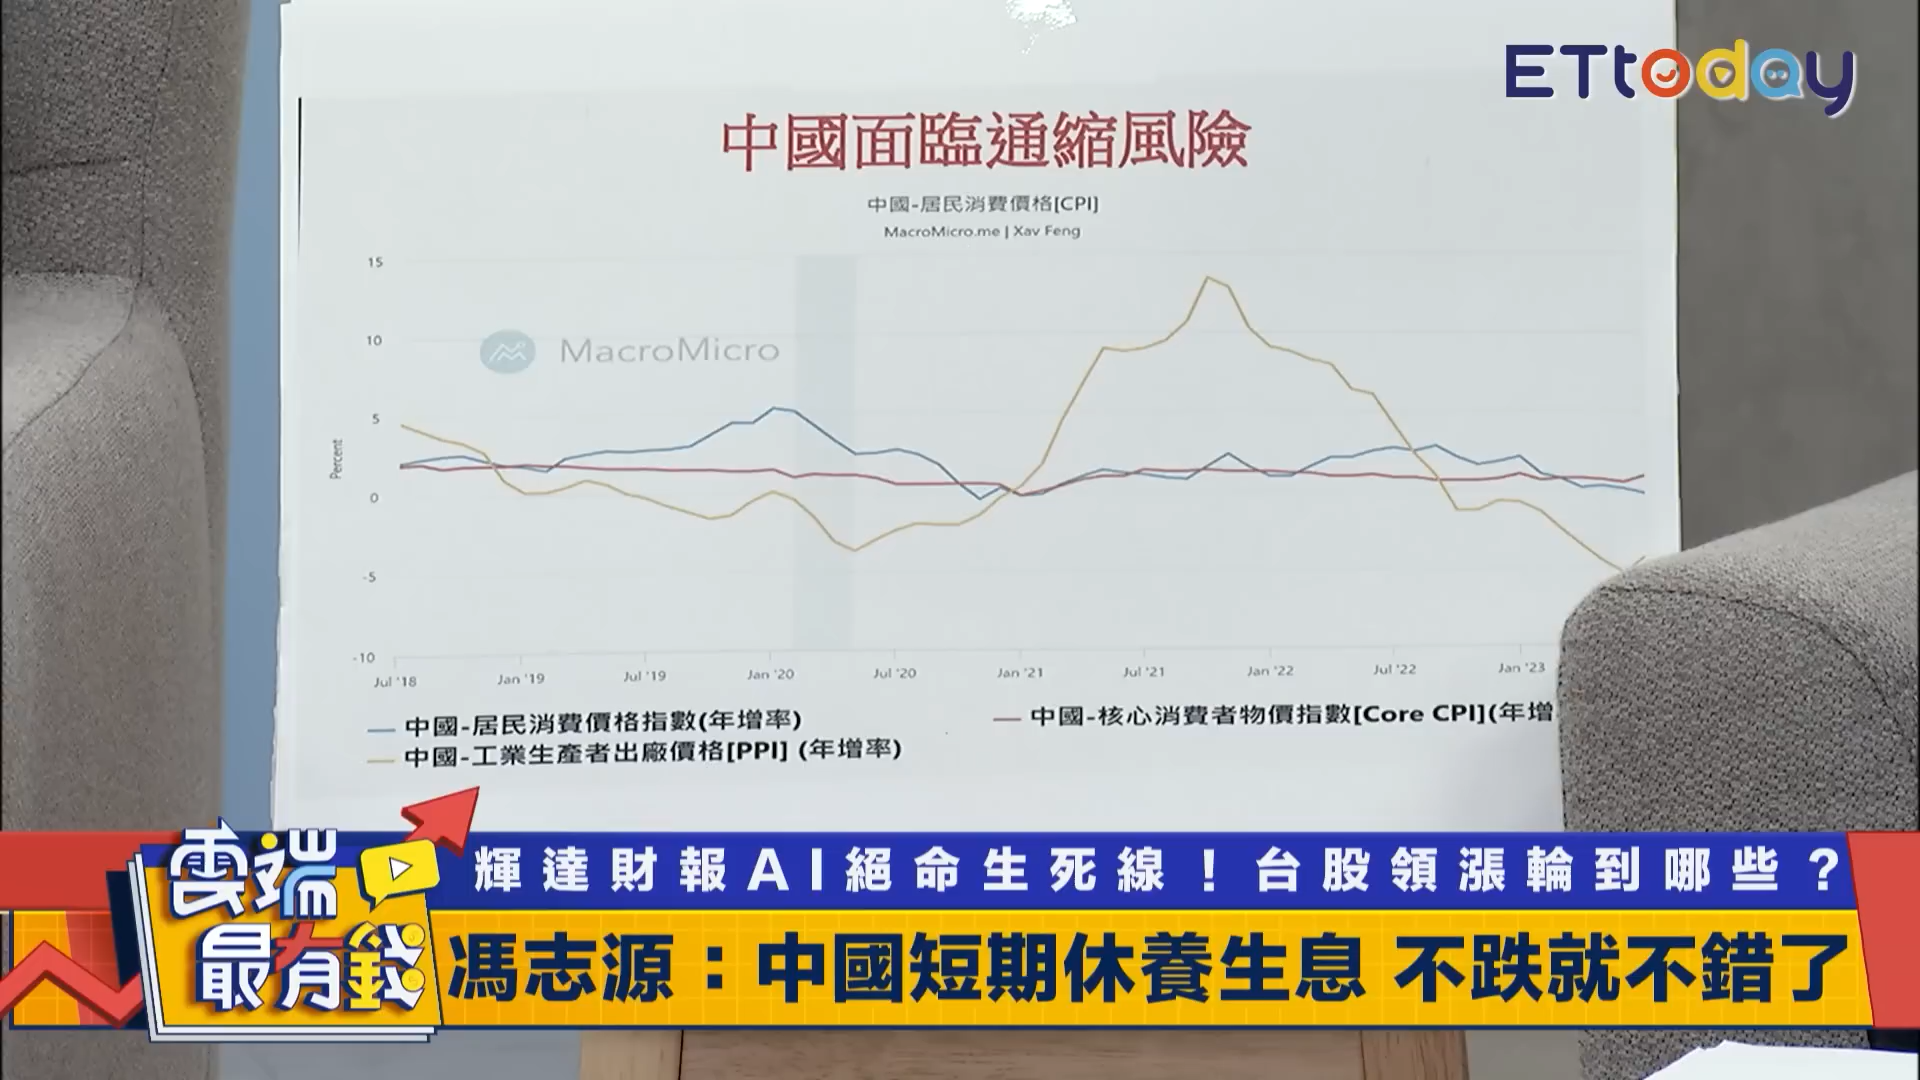 ETtoday
中國面臨通縮風險
中國-居民消費價格[CPI]
MacroMicro.me | Xav Feng
15
10
5
0
-5
-10
Percent
MacroMicro
Jul '18 Jan '19 Jul '19 Jan '20 Jul '20 Jan '21 Jul '21 Jan '22 Jul '22 Jan '23
中國-居民消費價格指數(年增率)
中國-核心消費者物價指數[Core CPI](年增
中國-工業生產者出廠價格[PPI] (年增率)
雲端
最有錢
輝達財報AI絕命生死線！台股領漲輪到哪些？
馮志源：中國短期休養生息 不跌就不錯了